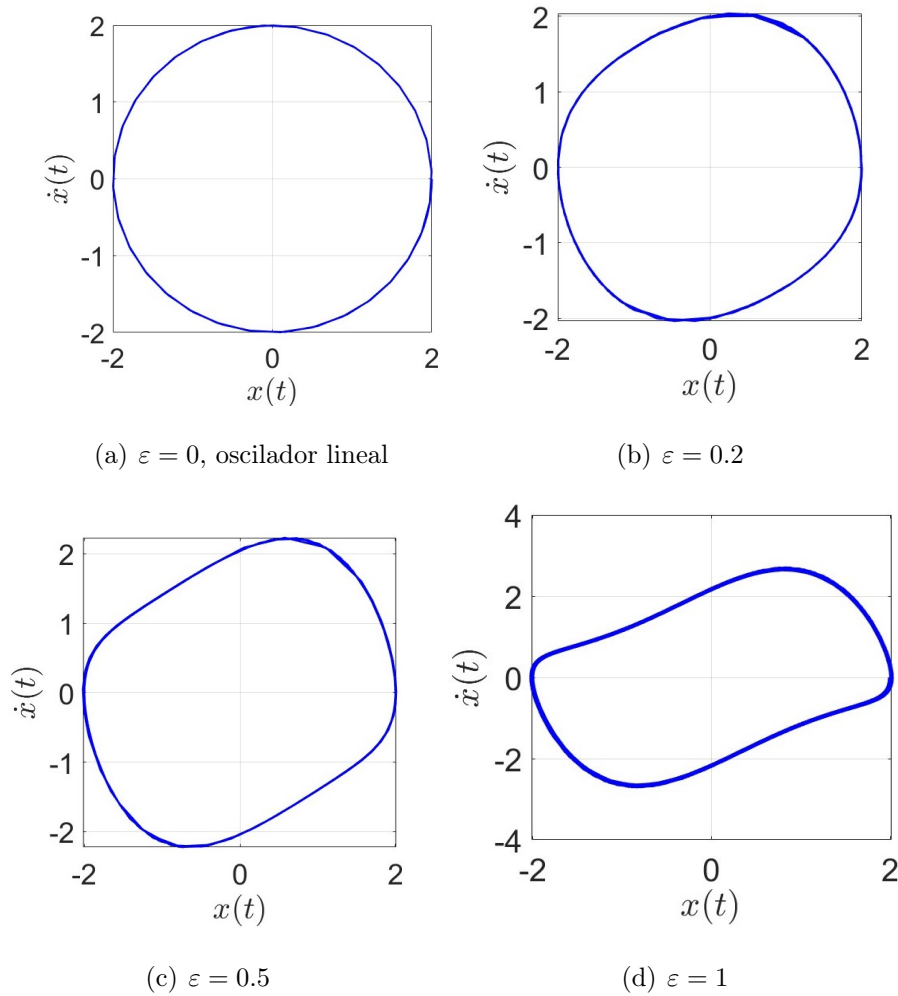 2
1
0
-1
-2
-2 0 2
ẋ(t)
x(t)
(a) ε = 0, oscilador lineal
2
1
0
-1
-2
-2 0 2
ẋ(t)
x(t)
(b) ε = 0.2
2
1
0
-1
-2
-2 0 2
ẋ(t)
x(t)
(c) ε = 0.5
4
2
0
-2
-4
-2 0 2
ẋ(t)
x(t)
(d) ε = 1